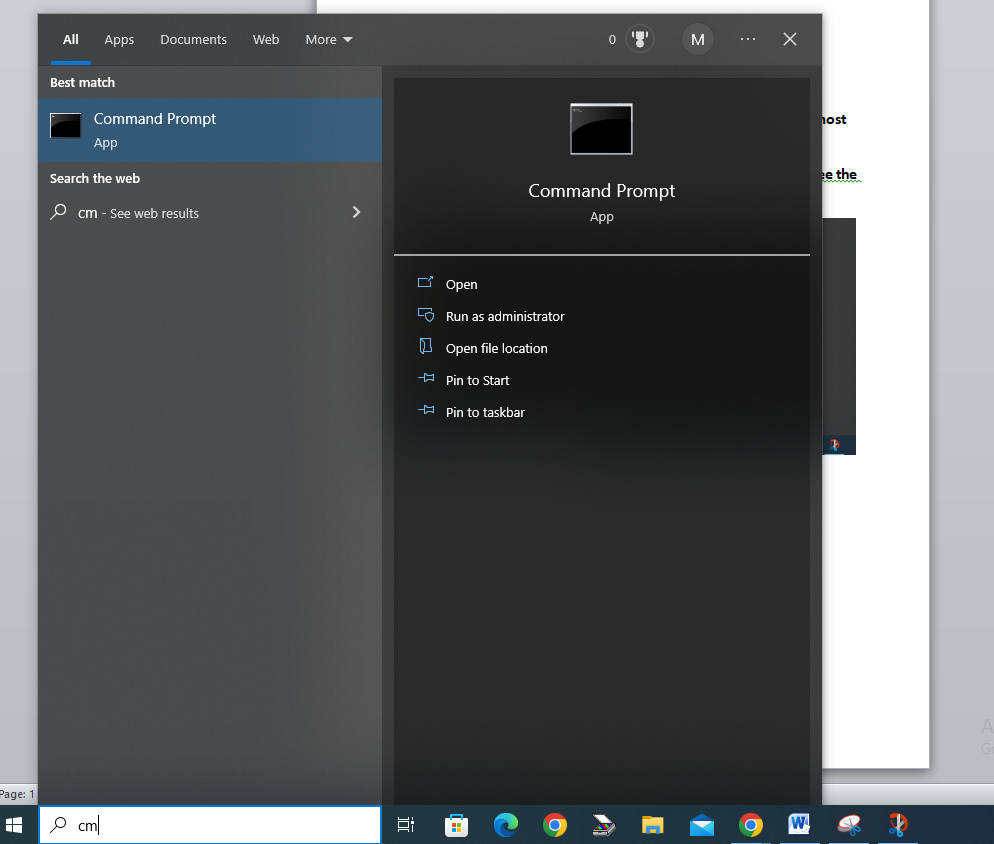 All Apps Documents Web More 0 M ...
Best match
Command Prompt
App
Search the web
cm - See web results
Command Prompt
App
Open
Run as administrator
Open file location
Pin to Start
Pin to taskbar
ee the
Page: 1
cm